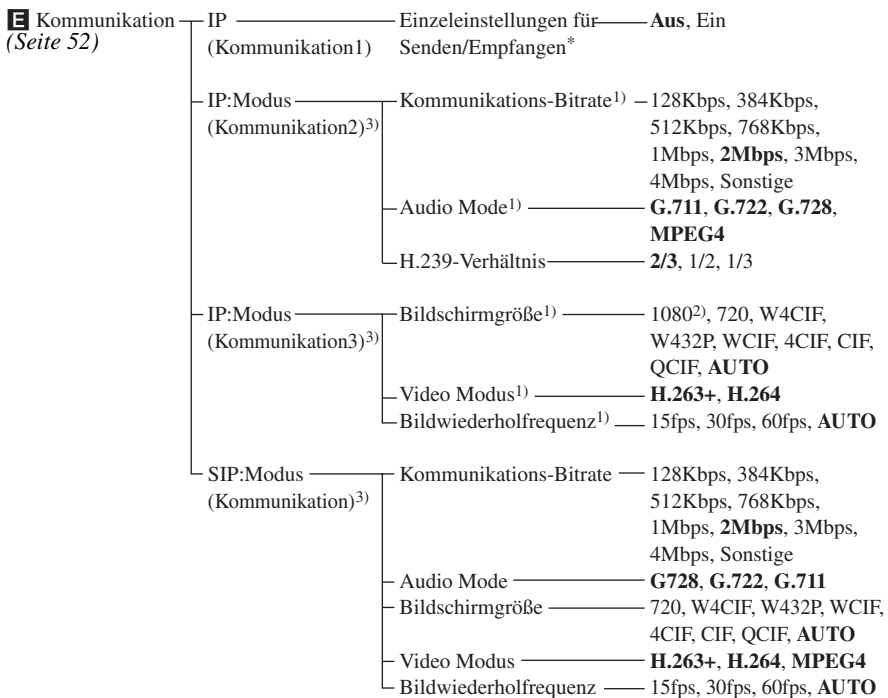 E Kommunikation IP Einzeleinstellungen für Aus, Ein
(Seite 52) (Kommunikation1) Senden/Empfangen*
IP:Modus Kommunikations-Bitrate1) 128Kbps, 384Kbps,
(Kommunikation2)3) 512Kbps, 768Kbps,
1Mbps, 2Mbps, 3Mbps,
4Mbps, Sonstige
Audio Mode1) G.711, G.722, G.728,
MPEG4
H.239-Verhältnis 2/3, 1/2, 1/3
IP:Modus Bildschirmgröße1) 10802), 720, W4CIF,
(Kommunikation3)3) W432P, WCIF, 4CIF, CIF,
QCIF, AUTO
Video Modus1) H.263+, H.264
Bildwiederholfrequenz1) 15fps, 30fps, 60fps, AUTO
SIP:Modus Kommunikations-Bitrate 128Kbps, 384Kbps,
(Kommunikation)3) 512Kbps, 768Kbps,
1Mbps, 2Mbps, 3Mbps,
4Mbps, Sonstige
Audio Mode G728, G.722, G.711
Bildschirmgröße 720, W4CIF, W432P, WCIF,
4CIF, CIF, QCIF, AUTO
Video Modus H.263+, H.264, MPEG4
Bildwiederholfrequenz 15fps, 30fps, 60fps, AUTO